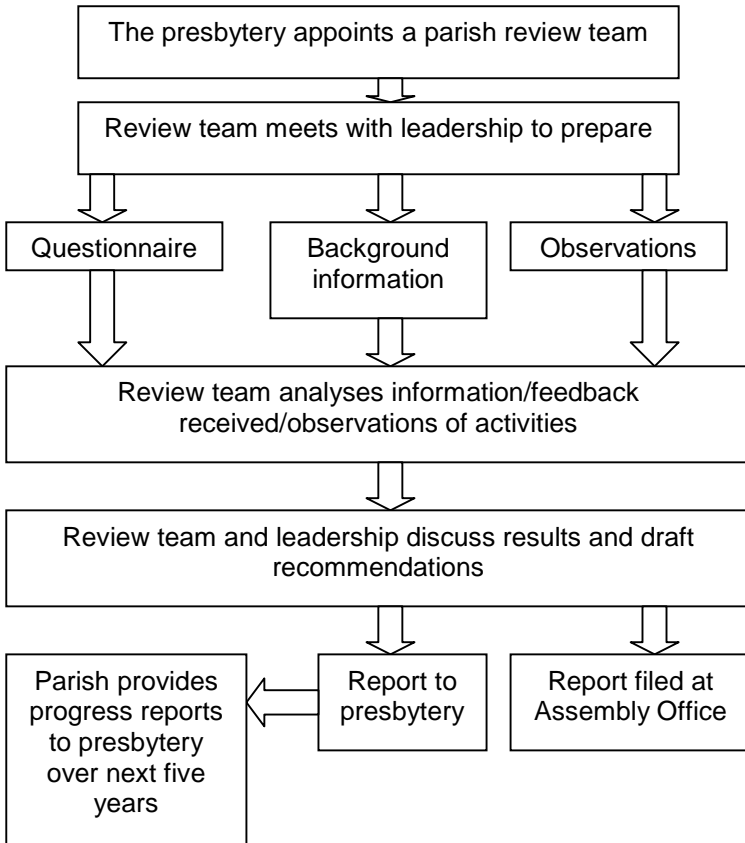 The presbytery appoints a parish review team
Review team meets with leadership to prepare
Questionnaire
Background
information
Observations
Review team analyses information/feedback
received/observations of activities
Review team and leadership discuss results and draft
recommendations
Parish provides
progress reports
to presbytery
over next five
years
Report to
presbytery
Report filed at
Assembly Office